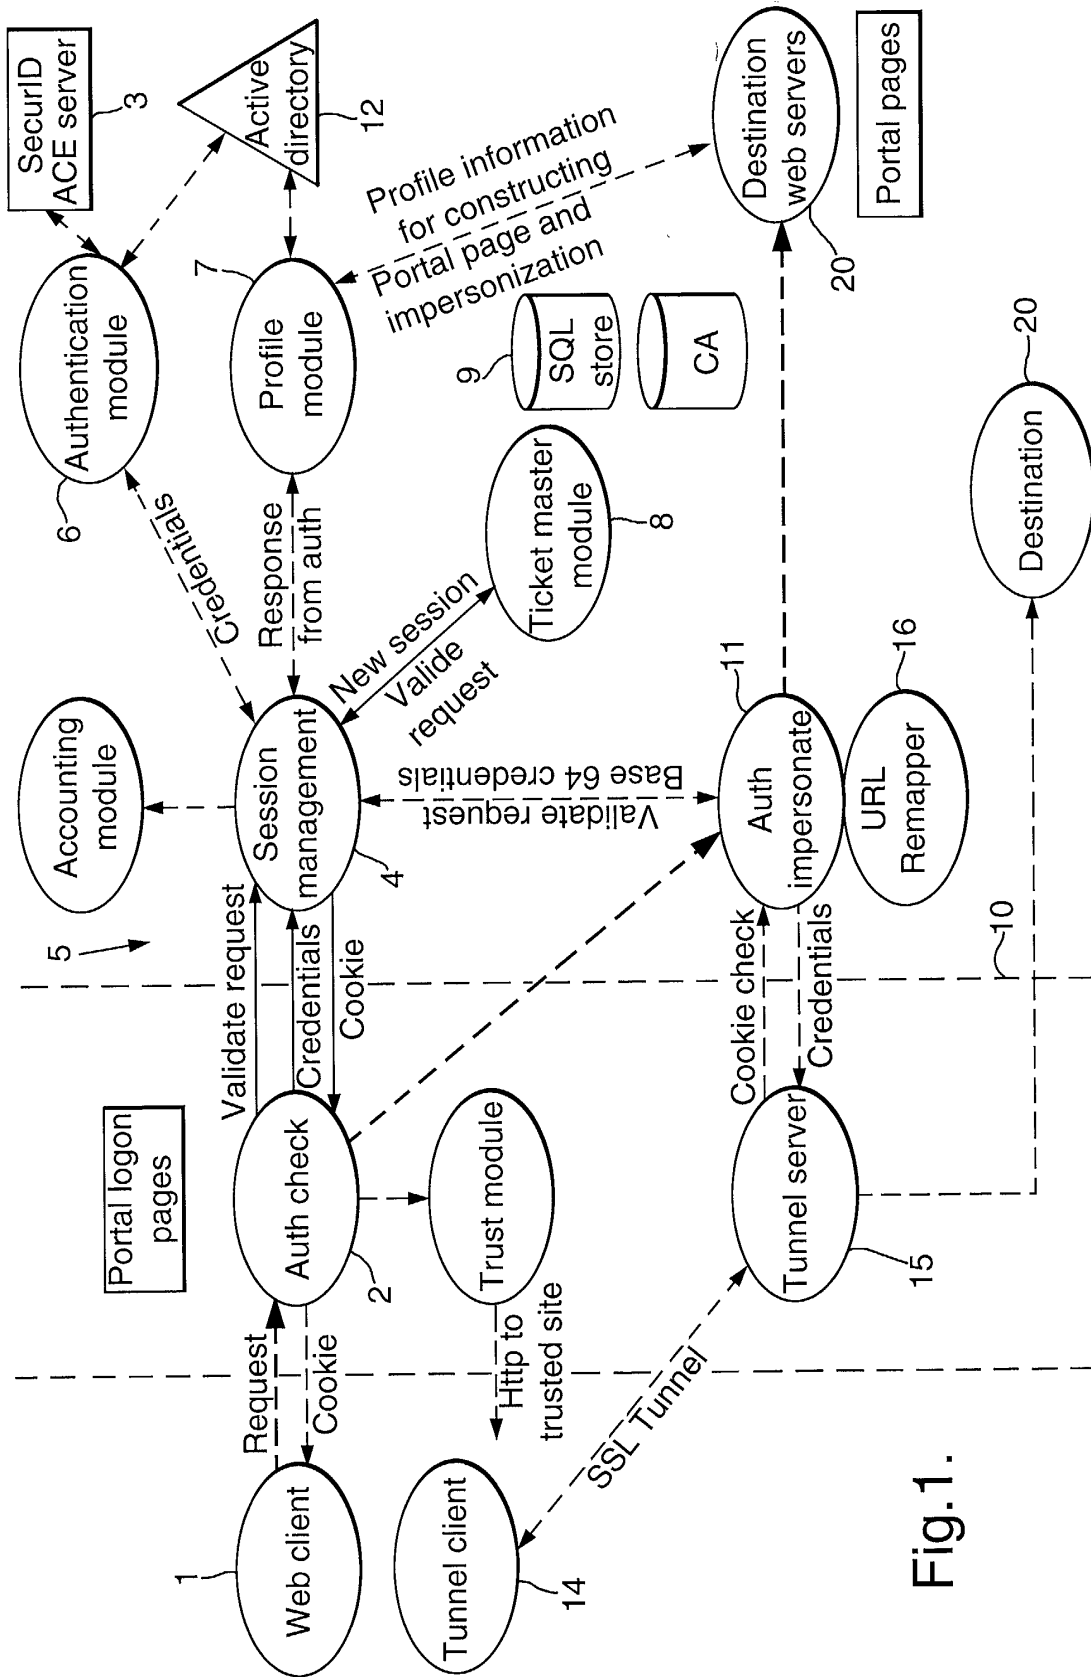 SecurID
ACE server
3
Active
directory
12
Authentication
module
6
Profile
module
7
Profile information
for constructing
Portal page and
impersonization
Destination
web servers
20
Portal pages
SQL
store
9
CA
Destination
20
Credentials
Response
from auth
New session
Valide
request
Ticket master
module
8
Accounting
module
5
Session
management
4
Validate request
Base 64 credentials
Auth
impersonate
11
URL
Remapper
16
10
Validate request
Credentials
Cookie
Cookie check
Credentials
Portal logon
pages
Auth check
2
Trust module
Tunnel server
15
Request
Cookie
Http to
trusted site
SSL Tunnel
Web client
1
Tunnel client
14
Fig.1.